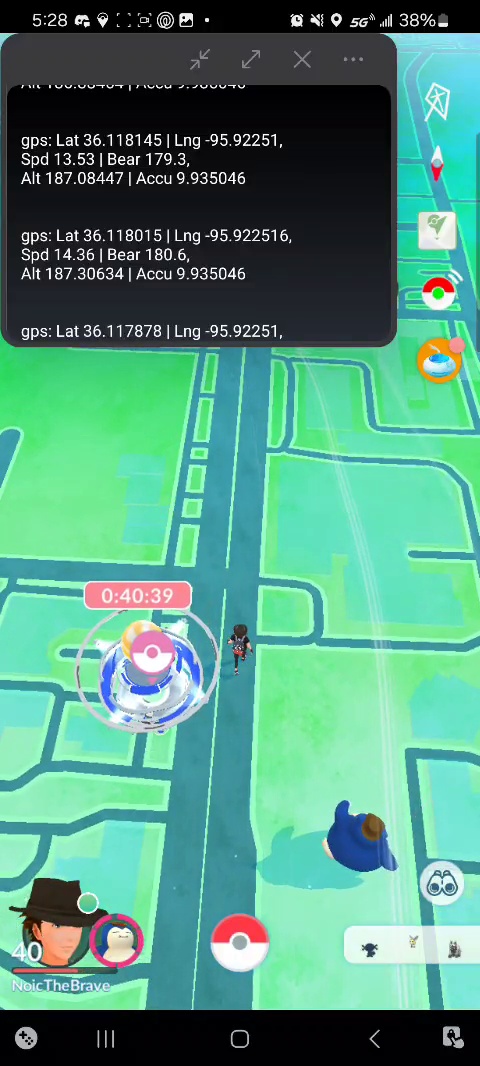 5:28
5G
38%
gps: Lat 36.118145 | Lng -95.92251,
Spd 13.53 | Bear 179.3,
Alt 187.08447 | Accu 9.935046
gps: Lat 36.118015 | Lng -95.922516,
Spd 14.36 | Bear 180.6,
Alt 187.30634 | Accu 9.935046
gps: Lat 36.117878 | Lng -95.92251,
0:40:39
40
NoicTheBrave